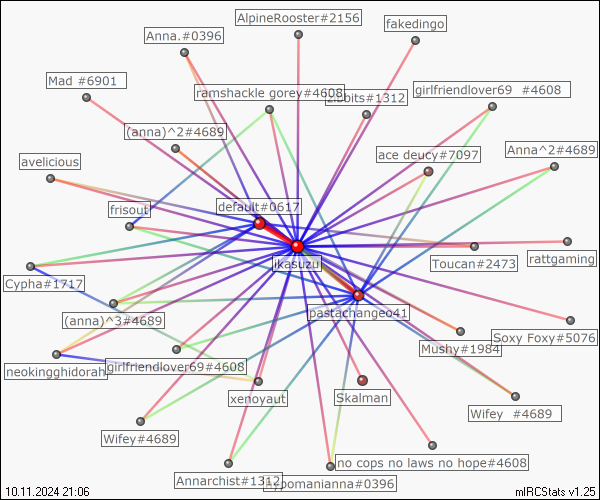 AlpineRooster#2156
fakedingo
Anna.#0396
Mad #6901
ramshackle gorey#4608
#1312
girlfriendlover69 #4608
(anna)^2#4689
ace deucy#7097
Anna^2#4689
avelicious
default#0617
frisout
ikasuzu
Toucan#2473
rattgaming
Cypha#1717
pastachangeo41
(anna)^3#4689
Soxy Foxy#5076
Mushy#1984
neokingghidorah
girlfriendlover69#4608
xenoyaut
Skalman
Wifey #4689
Wifey#4689
no cops no laws no hope#4608
Annarchist#1312
hypomanianna#0396
10.11.2024 21:06
mIRCStats v1.25